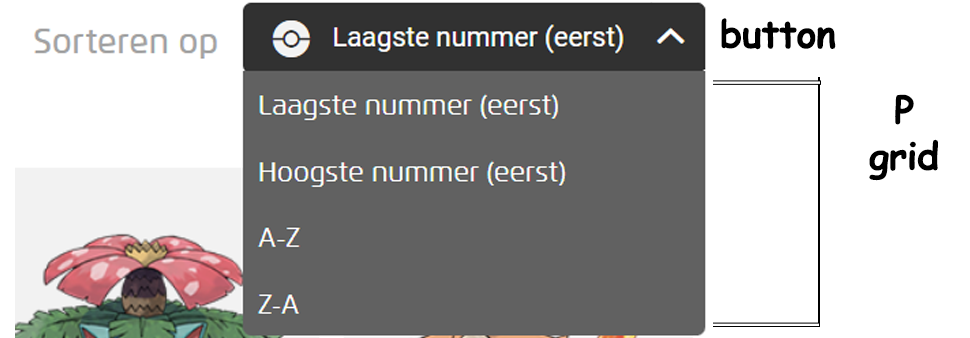 Sorteren op
Laagste nummer (eerst)
button
Laagste nummer (eerst)
Hoogste nummer (eerst)
A-Z
Z-A
P
grid